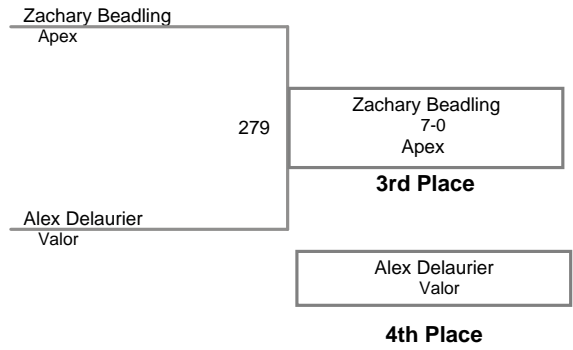 Zachary Beadling
Apex
279
Zachary Beadling
7-0
Apex
3rd Place
Alex Delaurier
Valor
Alex Delaurier
Valor
4th Place